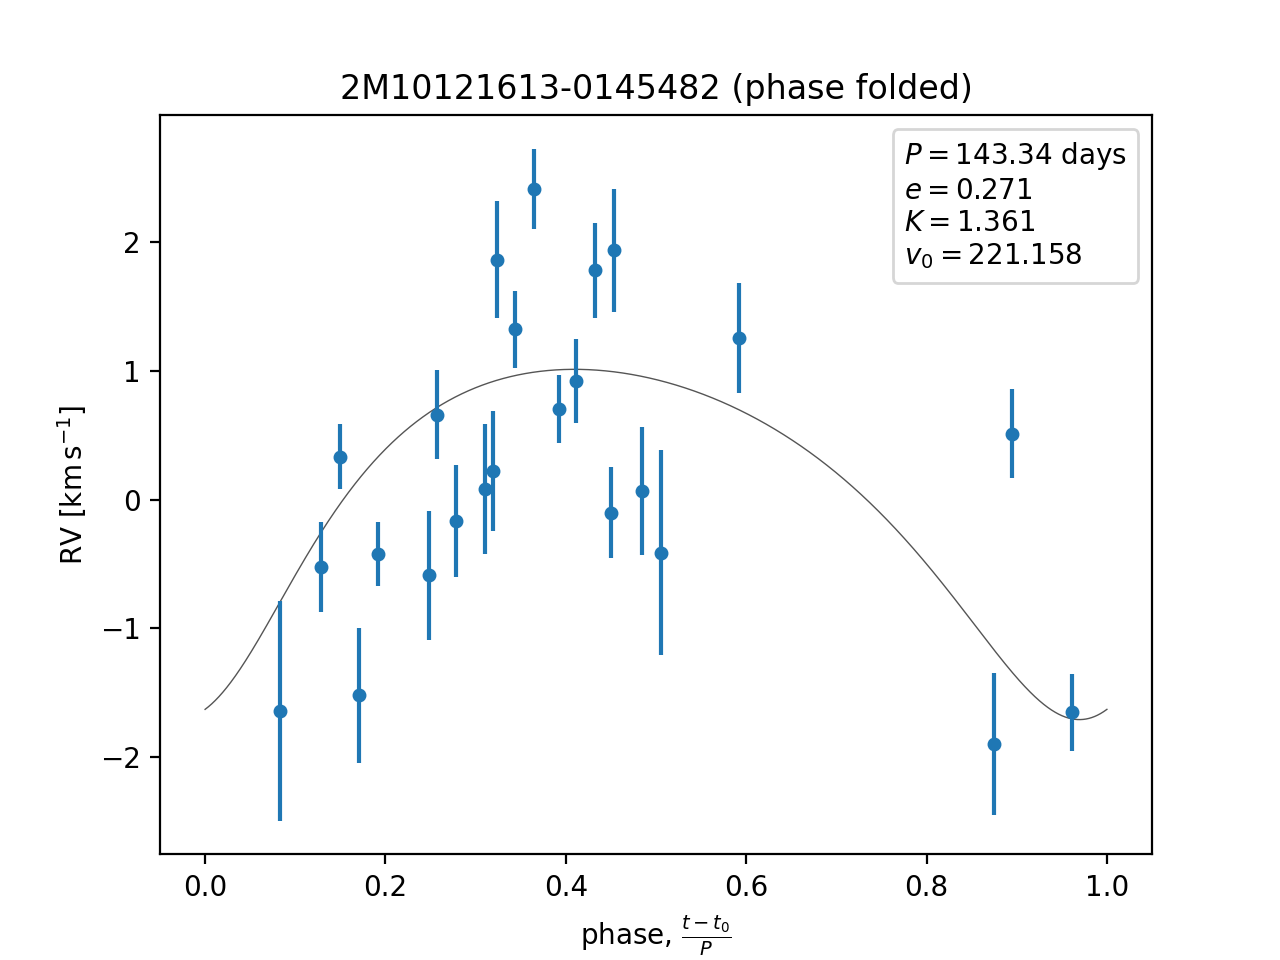 2M10121613-0145482 (phase folded)
P = 143.34 days
e = 0.271
K = 1.361
v₀ = 221.158
RV [km s⁻¹]
2
1
0
−1
−2
0.0 0.2 0.4 0.6 0.8 1.0
phase, (t − t₀)/P